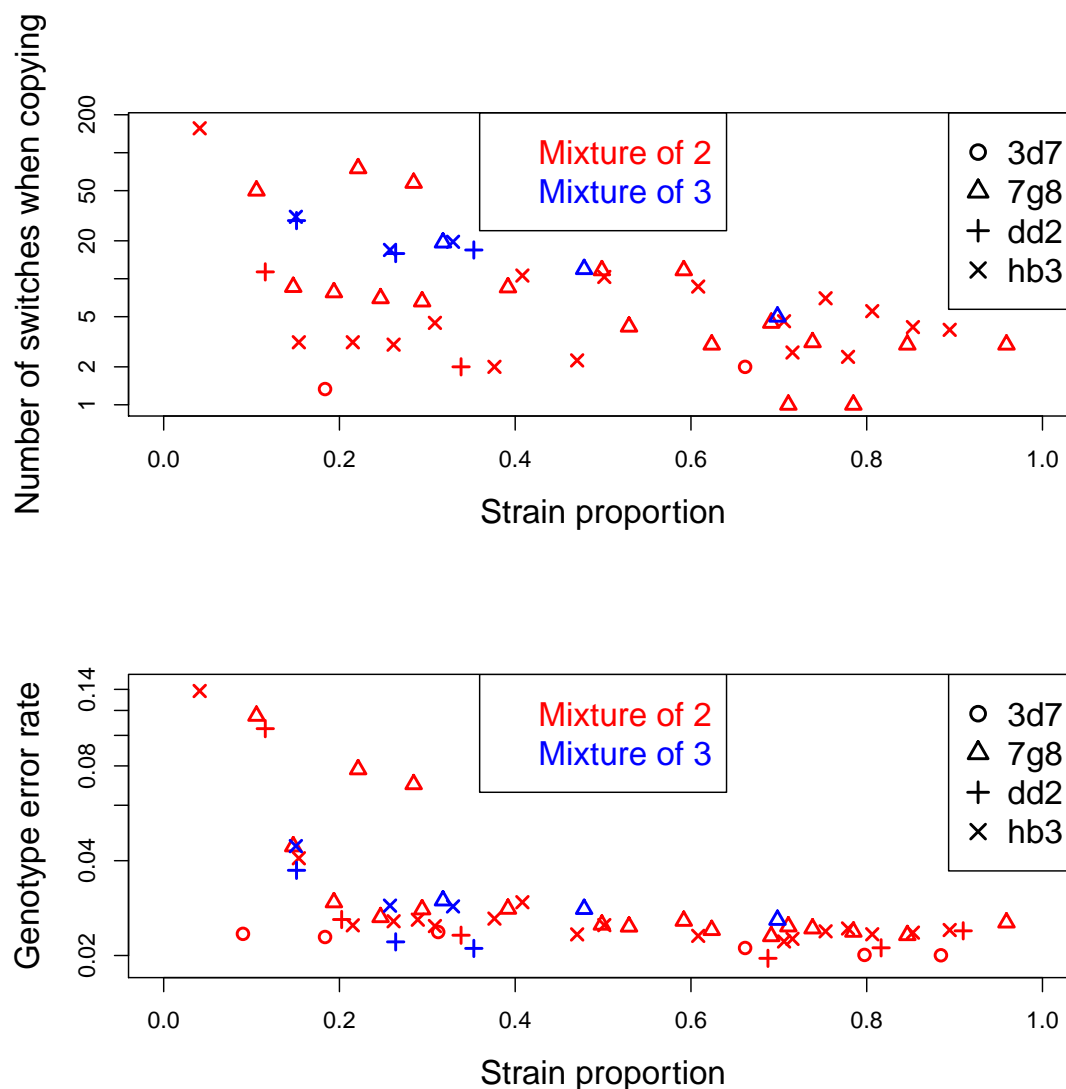 Number of switches when copying
200
50
20
5
2
1
Mixture of 2
Mixture of 3
3d7
7g8
dd2
hb3
0.0 0.2 0.4 0.6 0.8 1.0
Strain proportion
Genotype error rate
0.14
0.08
0.04
0.02
Mixture of 2
Mixture of 3
3d7
7g8
dd2
hb3
0.0 0.2 0.4 0.6 0.8 1.0
Strain proportion